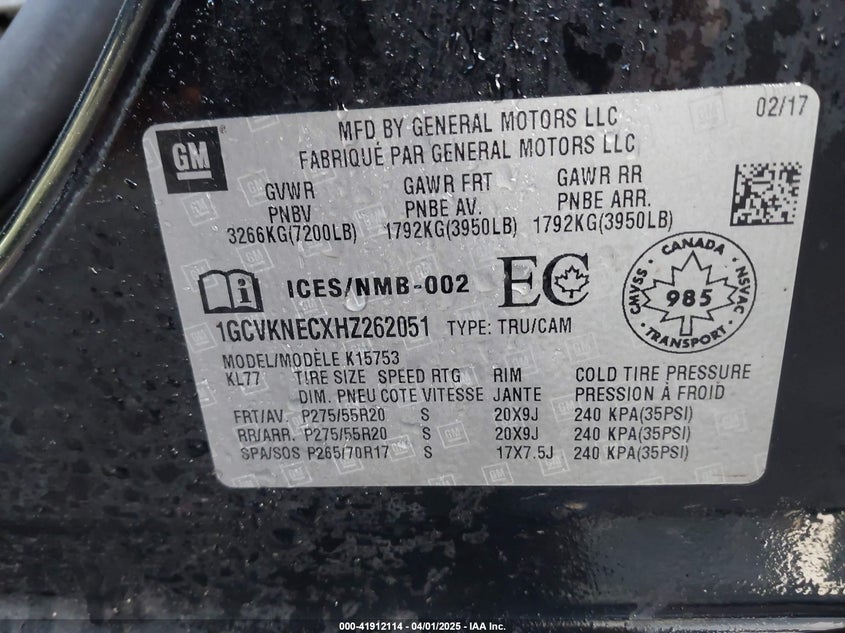 02/17
GM
MFD BY GENERAL MOTORS LLC
FABRIQUÉ PAR GENERAL MOTORS LLC
GVWR GAWR FRT GAWR RR
PNBV PNBE AV. PNBE ARR.
3266KG(7200LB) 1792KG(3950LB) 1792KG(3950LB)
ICES/NMB-002 EC
CANADA
CMVSS 985 NSVAC
TRANSPORT
1GCVKNECXHZ262051 TYPE: TRU/CAM
MODEL/MODÈLE K15753
KL77 TIRE SIZE SPEED RTG RIM COLD TIRE PRESSURE
DIM. PNEU COTE VITESSE JANTE PRESSION À FROID
FRT/AV. P275/55R20 S 20X9J 240 KPA(35PSI)
RR/ARR. P275/55R20 S 20X9J 240 KPA(35PSI)
SPA/SOS P265/70R17 S 17X7.5J 240 KPA(35PSI)
000-41912114 - 04/01/2025 - IAA Inc.